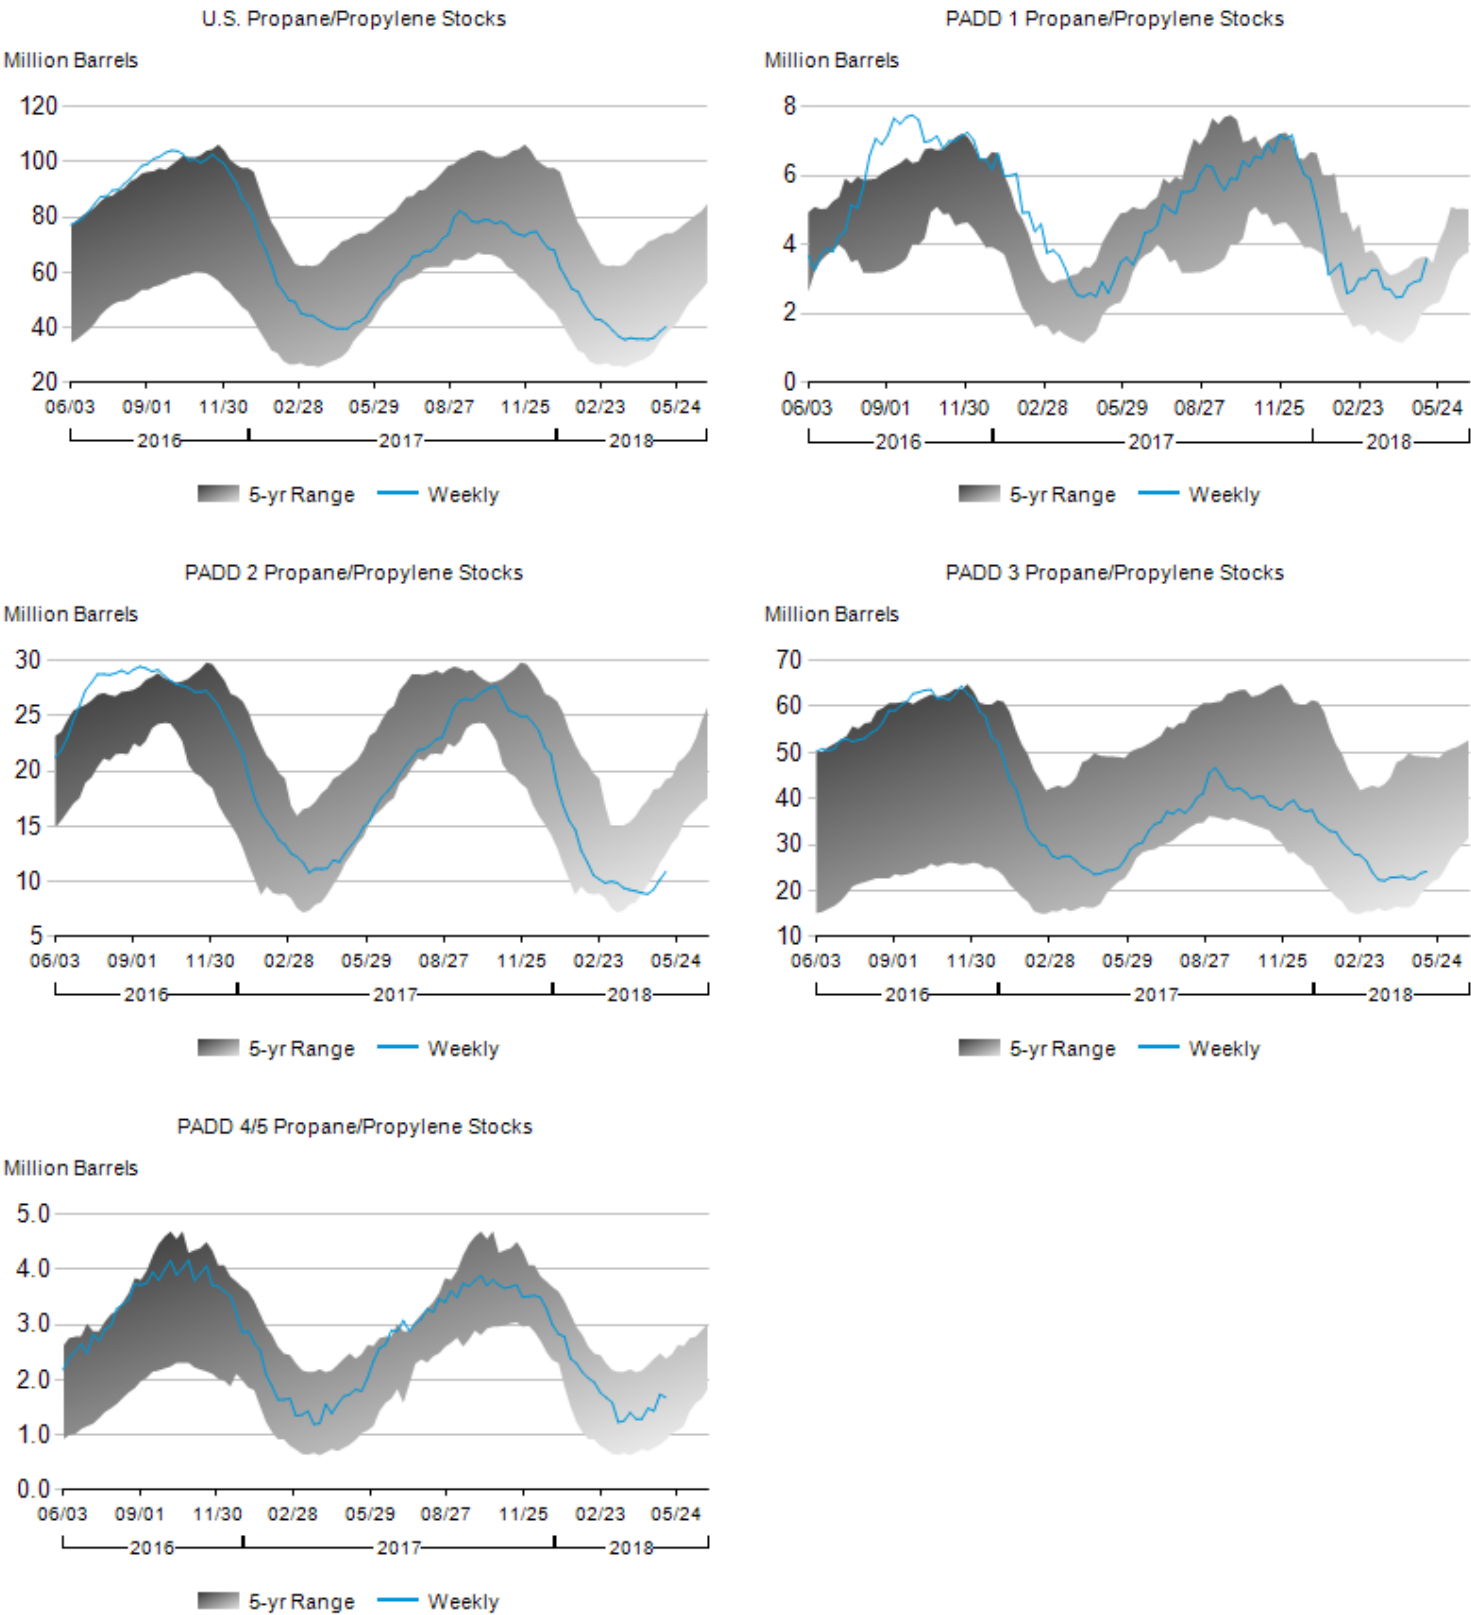 U.S. Propane/Propylene Stocks
Million Barrels
120
100
80
60
40
20
06/03 09/01 11/30 02/28 05/29 08/27 11/25 02/23 05/24
2016 2017 2018
5-yr Range Weekly
PADD 1 Propane/Propylene Stocks
Million Barrels
8
6
4
2
0
06/03 09/01 11/30 02/28 05/29 08/27 11/25 02/23 05/24
2016 2017 2018
5-yr Range Weekly
PADD 2 Propane/Propylene Stocks
Million Barrels
30
25
20
15
10
5
06/03 09/01 11/30 02/28 05/29 08/27 11/25 02/23 05/24
2016 2017 2018
5-yr Range Weekly
PADD 3 Propane/Propylene Stocks
Million Barrels
70
60
50
40
30
20
10
06/03 09/01 11/30 02/28 05/29 08/27 11/25 02/23 05/24
2016 2017 2018
5-yr Range Weekly
PADD 4/5 Propane/Propylene Stocks
Million Barrels
5.0
4.0
3.0
2.0
1.0
0.0
06/03 09/01 11/30 02/28 05/29 08/27 11/25 02/23 05/24
2016 2017 2018
5-yr Range Weekly